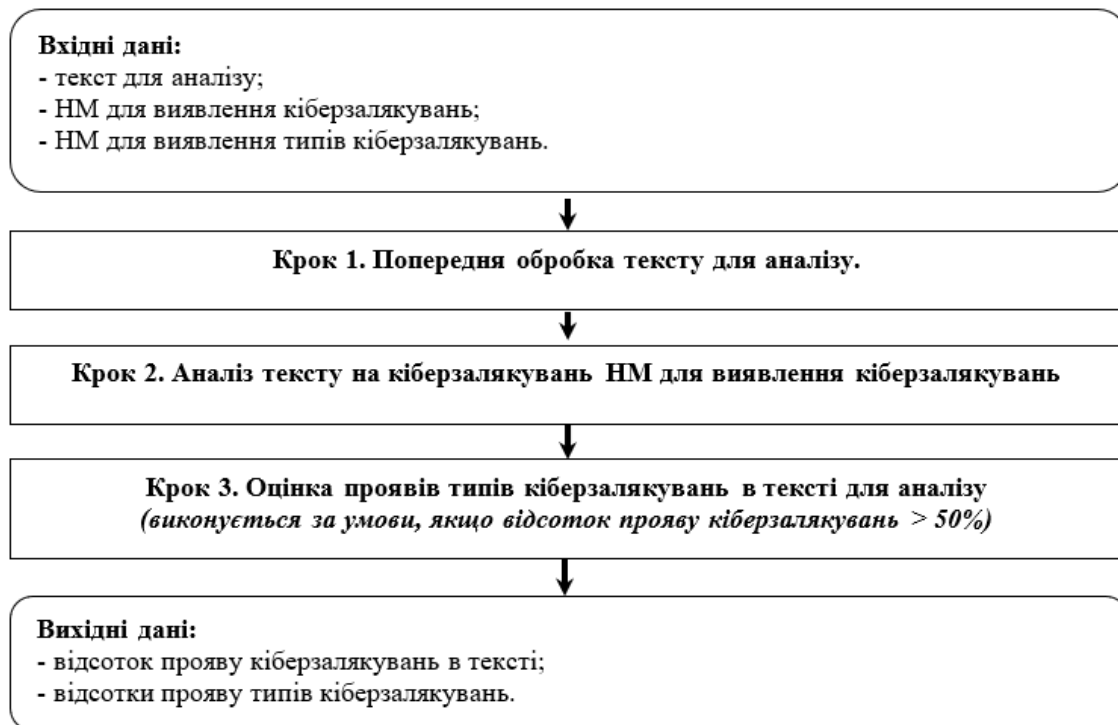 Вхідні дані:
- текст для аналізу;
- НМ для виявлення кіберзалякувань;
- НМ для виявлення типів кіберзалякувань.
Крок 1. Попередня обробка тексту для аналізу.
Крок 2. Аналіз тексту на кіберзалякувань НМ для виявлення кіберзалякувань
Крок 3. Оцінка проявів типів кіберзалякувань в тексті для аналізу
(виконується за умови, якщо відсоток прояву кіберзалякувань > 50%)
Вихідні дані:
- відсоток прояву кіберзалякувань в тексті;
- відсотки прояву типів кіберзалякувань.